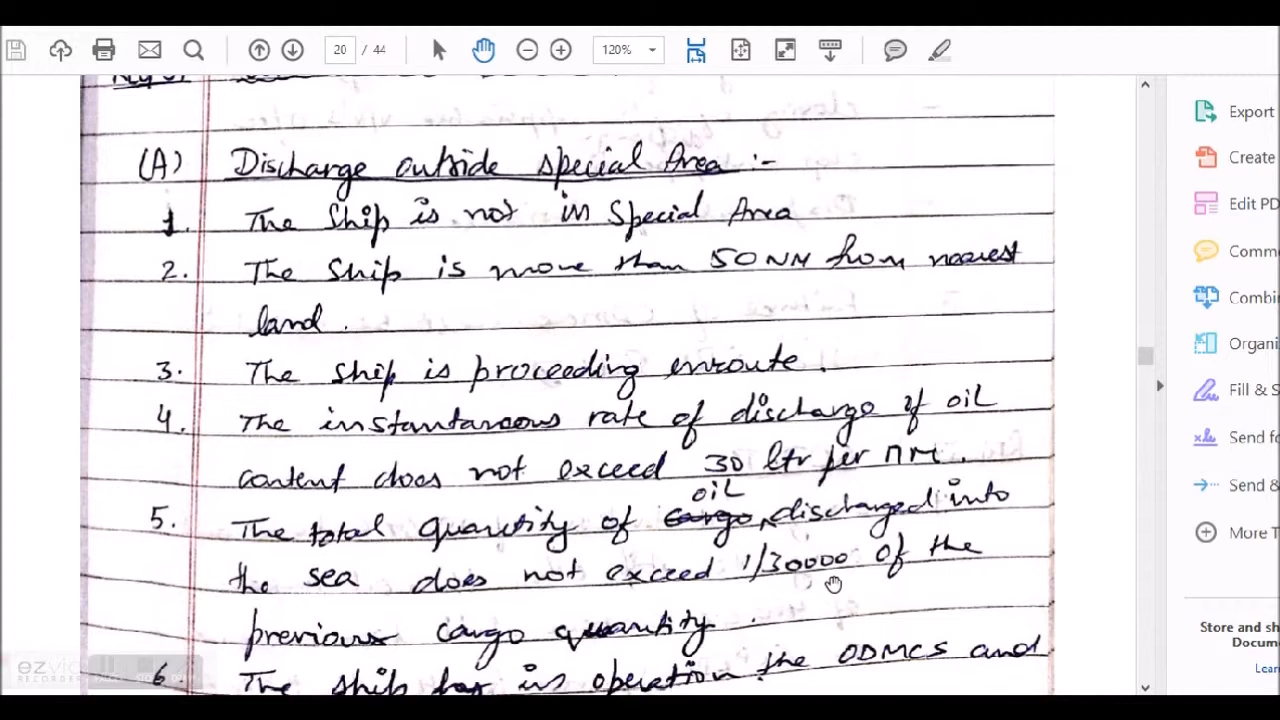 20 / 44
120%
(A) Discharge outside special Area :-
1. The ship is not in special Area
2. The ship is more than 50 NM from nearest
land.
3. The ship is proceeding enroute.
4. The instantaneous rate of discharge of oil
content does not exceed 30 ltr per NM.
oil
5. The total quantity of cargo discharged into
the sea does not exceed 1/30000 of the
previous cargo quantity.
6. The ship has in operation the ODMCS and
Export
Create
Edit PD
Comm
Combi
Organi
Fill & S
Send fo
Send &
More T
Store and sh
Docum
Lear